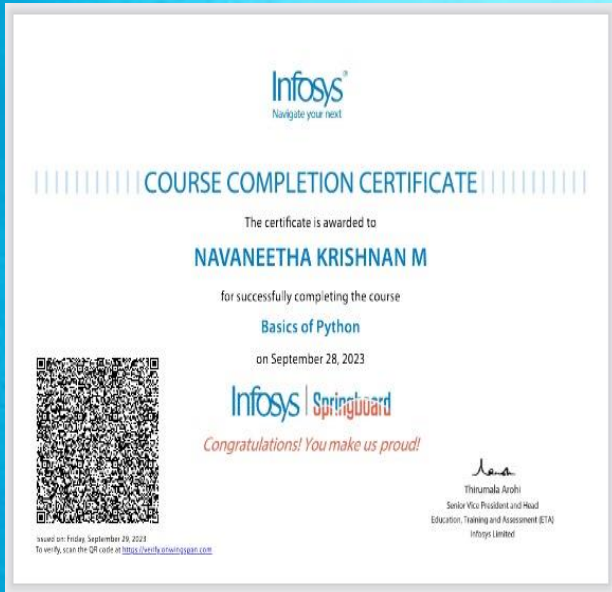 Infosys®
Navigate your next
COURSE COMPLETION CERTIFICATE
The certificate is awarded to
NAVANEETHA KRISHNAN M
for successfully completing the course
Basics of Python
on September 28, 2023
Infosys | Springboard
Congratulations! You make us proud!
Thirumala Arohi
Senior Vice President and Head
Education, Training and Assessment (ETA)
Infosys Limited
Issued on: Friday, September 29, 2023
To verify, scan the QR code at https://verify.onwingspan.com